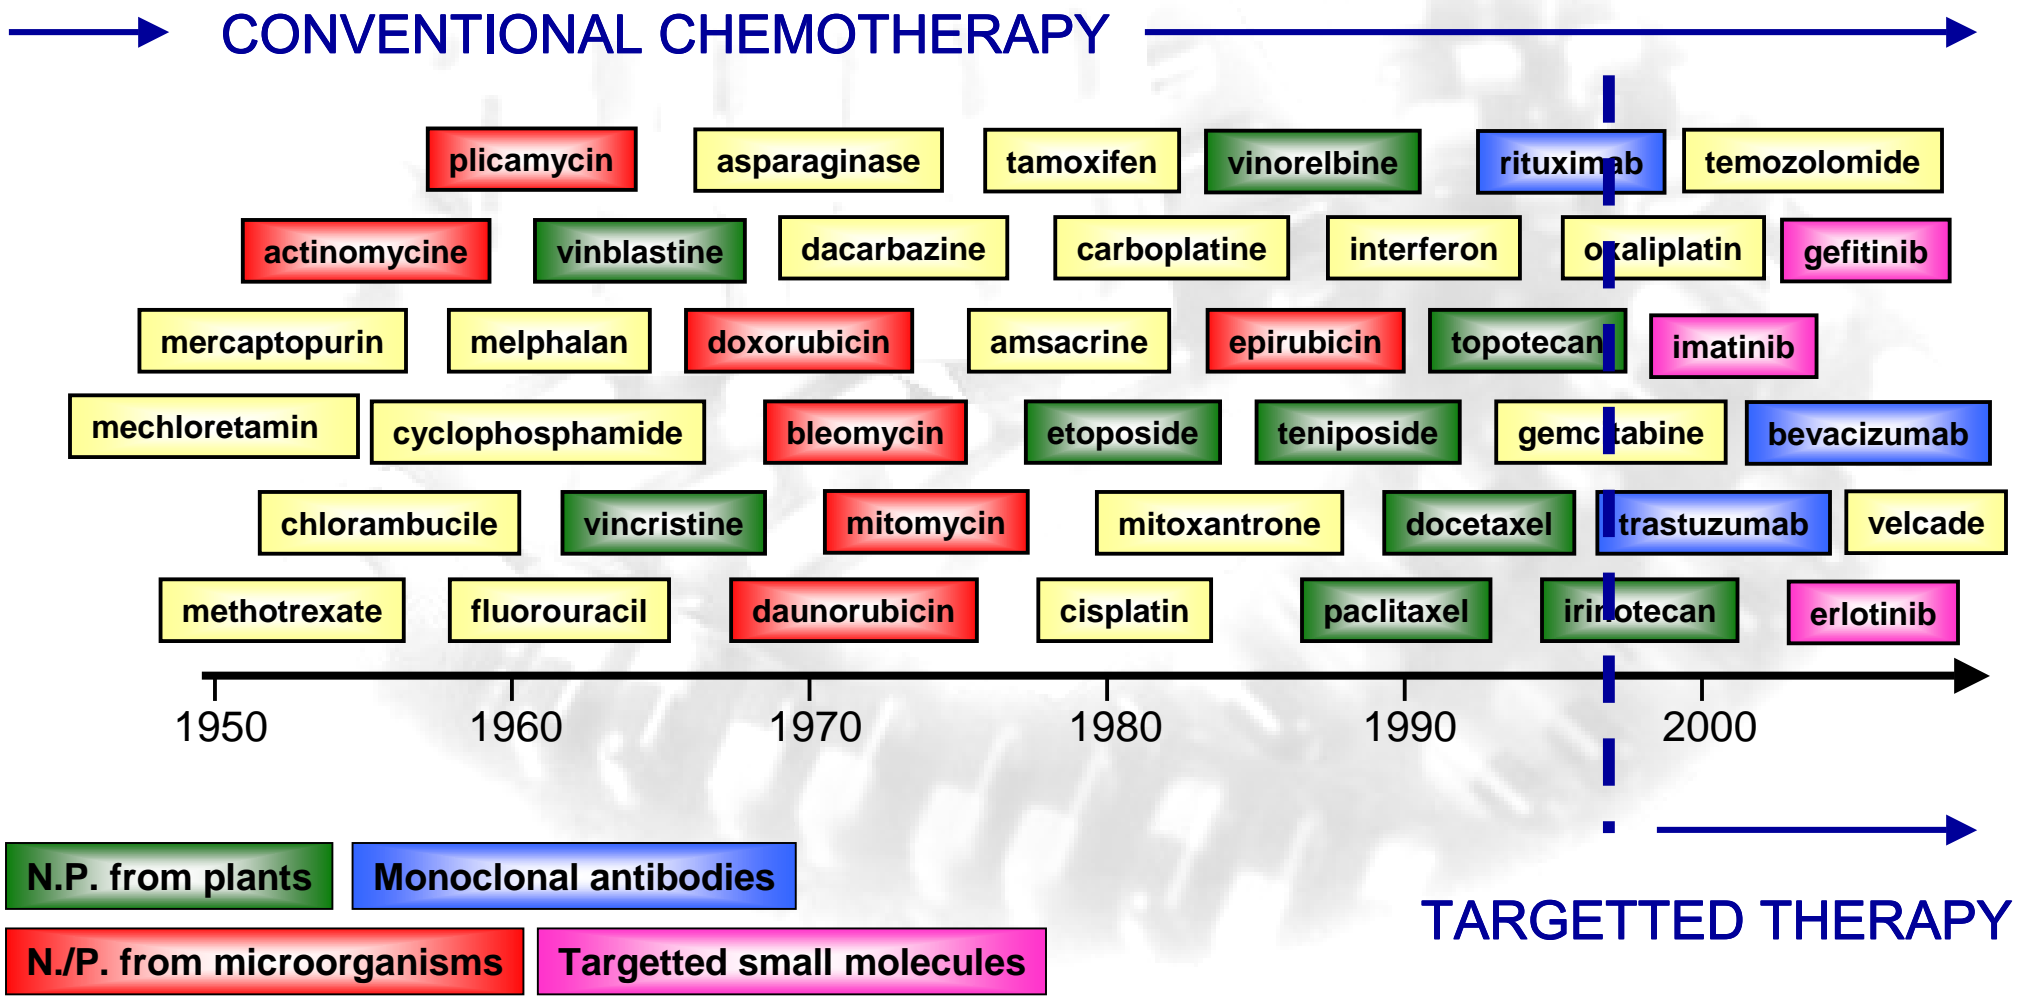 CONVENTIONAL CHEMOTHERAPY
plicamycin asparaginase tamoxifen vinorelbine rituximab temozolomide
actinomycine vinblastine dacarbazine carboplatine interferon oxaliplatin gefitinib
mercaptopurin melphalan doxorubicin amsacrine epirubicin topotecan imatinib
mechloretamin cyclophosphamide bleomycin etoposide teniposide gemcitabine bevacizumab
chlorambucile vincristine mitomycin mitoxantrone docetaxel trastuzumab velcade
methotrexate fluorouracil daunorubicin cisplatin paclitaxel irinotecan erlotinib
1950 1960 1970 1980 1990 2000
N.P. from plants Monoclonal antibodies
TARGETTED THERAPY
N./P. from microorganisms Targetted small molecules